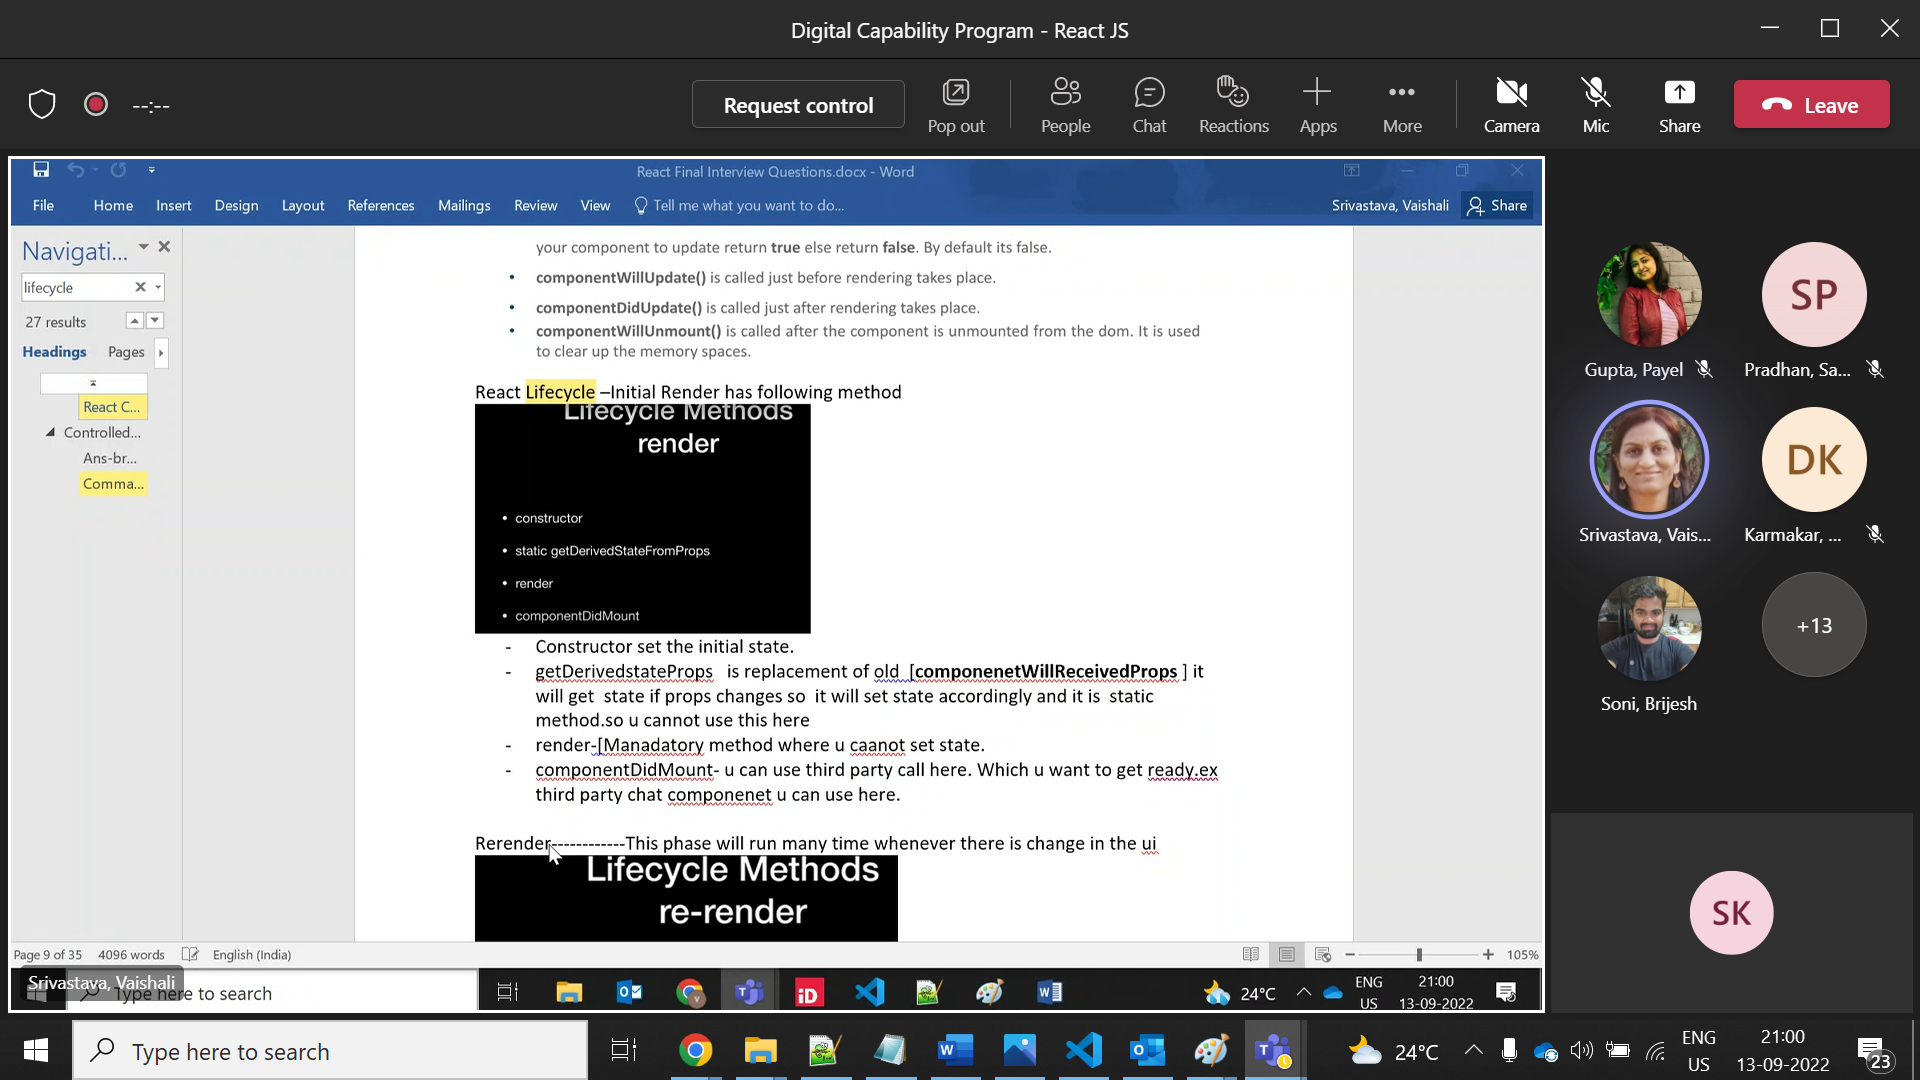 Digital Capability Program - React JS
--:--
Request control
Pop out
People
Chat
Reactions
Apps
More
Camera
Mic
Share
Leave
React Final Interview Questions.docx - Word
File
Home
Insert
Design
Layout
References
Mailings
Review
View
Tell me what you want to do...
Srivastava, Vaishali
Share
Navigati...
lifecycle
27 results
Headings
Pages
React C...
Controlled...
Ans-br...
Comma...
your component to update return true else return false. By default its false.
• componentWillUpdate() is called just before rendering takes place.
• componentDidUpdate() is called just after rendering takes place.
• componentWillUnmount() is called after the component is unmounted from the dom. It is used
to clear up the memory spaces.
React Lifecycle –Initial Render has following method
Lifecycle Methods
render
• constructor
• static getDerivedStateFromProps
• render
• componentDidMount
- Constructor set the initial state.
- getDerivedstateProps is replacement of old [componenetWillReceivedProps ] it
will get state if props changes so it will set state accordingly and it is static
method.so u cannot use this here
- render-[Manadatory method where u caanot set state.
- componentDidMount- u can use third party call here. Which u want to get ready.ex
third party chat componenet u can use here.
Rerender------------This phase will run many time whenever there is change in the ui
Lifecycle Methods
re-render
Page 9 of 35
4096 words
English (India)
105%
Srivastava, Vaishali
Type here to search
24°C
ENG
US
21:00
13-09-2022
Gupta, Payel
SP
Pradhan, Sa...
Srivastava, Vais...
DK
Karmakar, ...
Soni, Brijesh
+13
SK
Type here to search
24°C
ENG
US
21:00
13-09-2022
23